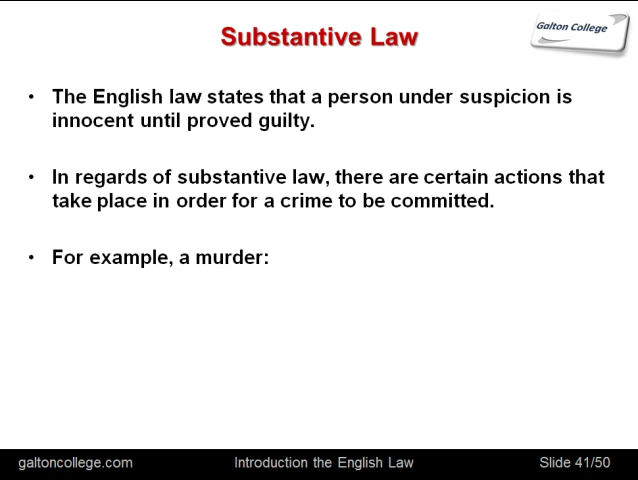 Substantive Law
Galton College
• The English law states that a person under suspicion is
innocent until proved guilty.
• In regards of substantive law, there are certain actions that
take place in order for a crime to be committed.
• For example, a murder:
galtoncollege.com
Introduction the English Law
Slide 41/50